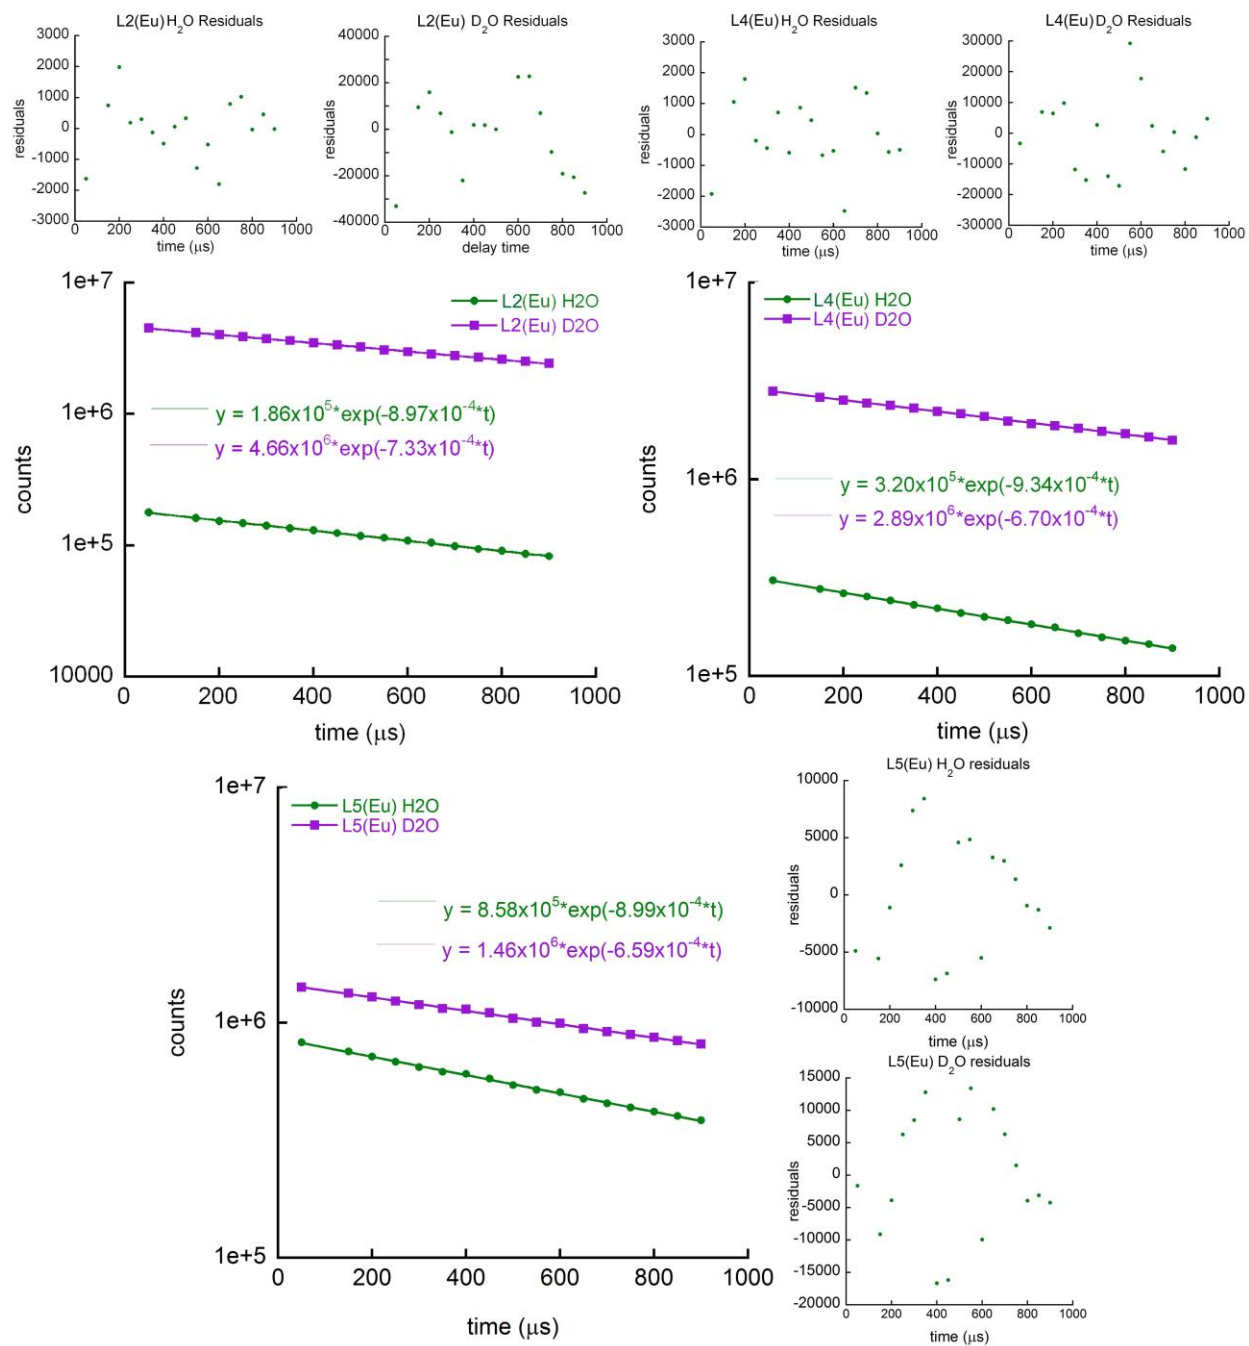 L2(Eu) H2O Residuals
residuals
3000
2000
1000
0
-1000
-2000
-3000
0 200 400 600 800 1000
time (μs)
L2(Eu) D2O Residuals
residuals
40000
20000
0
-20000
-40000
0 200 400 600 800 1000
delay time
L4(Eu) H2O Residuals
residuals
3000
2000
1000
0
-1000
-2000
-3000
0 200 400 600 800 1000
time (μs)
L4(Eu) D2O Residuals
residuals
30000
20000
10000
0
-10000
-20000
-30000
0 200 400 600 800 1000
time (μs)
counts
1e+7
1e+6
1e+5
10000
L2(Eu) H2O
L2(Eu) D2O
y = 1.86x10^5*exp(-8.97x10^-4*t)
y = 4.66x10^6*exp(-7.33x10^-4*t)
0 200 400 600 800 1000
time (μs)
counts
1e+7
1e+6
1e+5
L4(Eu) H2O
L4(Eu) D2O
y = 3.20x10^5*exp(-9.34x10^-4*t)
y = 2.89x10^6*exp(-6.70x10^-4*t)
0 200 400 600 800 1000
time (μs)
counts
1e+7
1e+6
1e+5
L5(Eu) H2O
L5(Eu) D2O
y = 8.58x10^5*exp(-8.99x10^-4*t)
y = 1.46x10^6*exp(-6.59x10^-4*t)
0 200 400 600 800 1000
time (μs)
L5(Eu) H2O residuals
residuals
10000
5000
0
-5000
-10000
0 200 400 600 800 1000
time (μs)
L5(Eu) D2O residuals
residuals
15000
10000
5000
0
-5000
-10000
-15000
-20000
0 200 400 600 800 1000
time (μs)